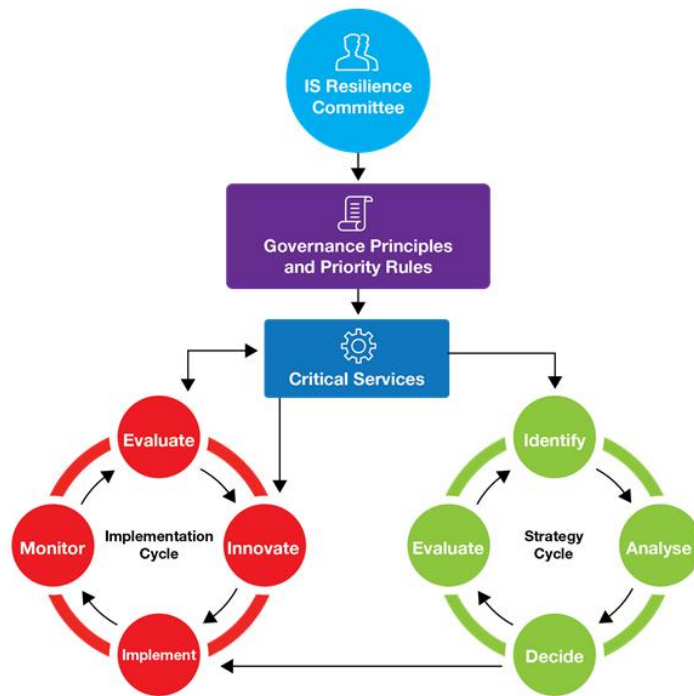 IS Resilience
Committee
Governance Principles
and Priority Rules
Critical Services
Evaluate
Monitor
Implementation
Cycle
Innovate
Implement
Identify
Evaluate
Strategy
Cycle
Analyse
Decide